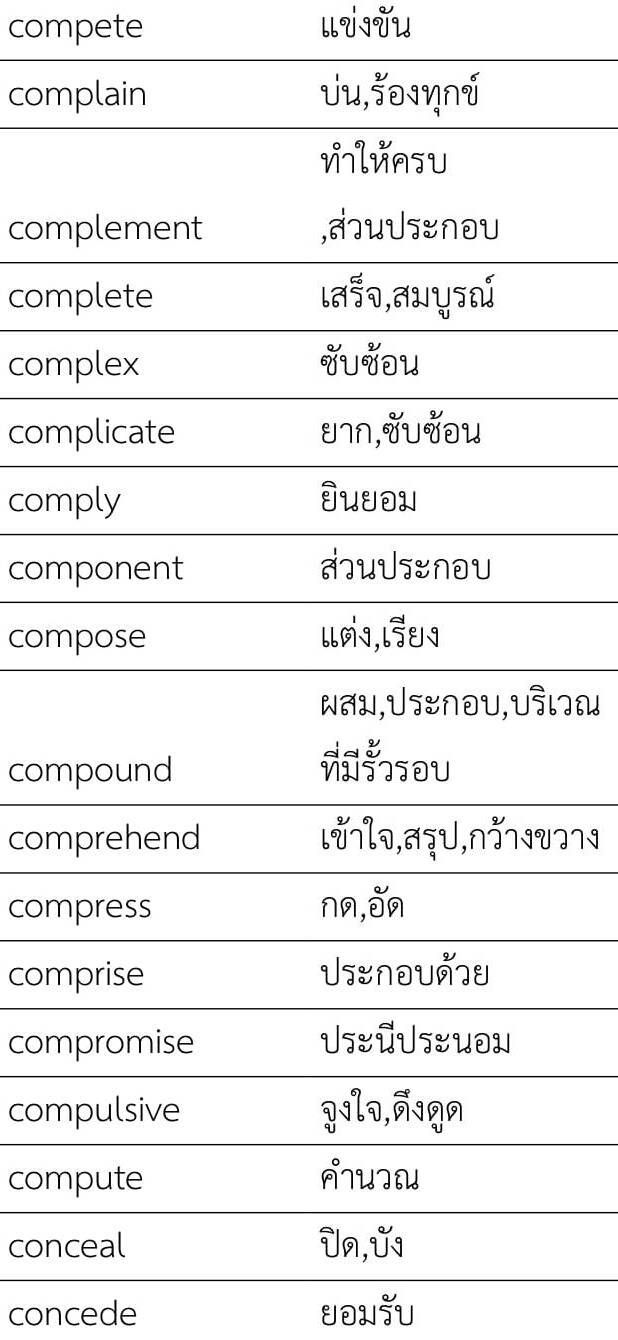 compete แข่งขัน
complain บ่น,ร้องทุกข์
ทำให้ครบ
complement ,ส่วนประกอบ
complete เสร็จ,สมบูรณ์
complex ซับซ้อน
complicate ยาก,ซับซ้อน
comply ยินยอม
component ส่วนประกอบ
compose แต่ง,เรียง
ผสม,ประกอบ,บริเวณ
compound ที่มีรั้วรอบ
comprehend เข้าใจ,สรุป,กว้างขวาง
compress กด,อัด
comprise ประกอบด้วย
compromise ประนีประนอม
compulsive จูงใจ,ดึงดูด
compute คำนวณ
conceal ปิด,บัง
concede ยอมรับ